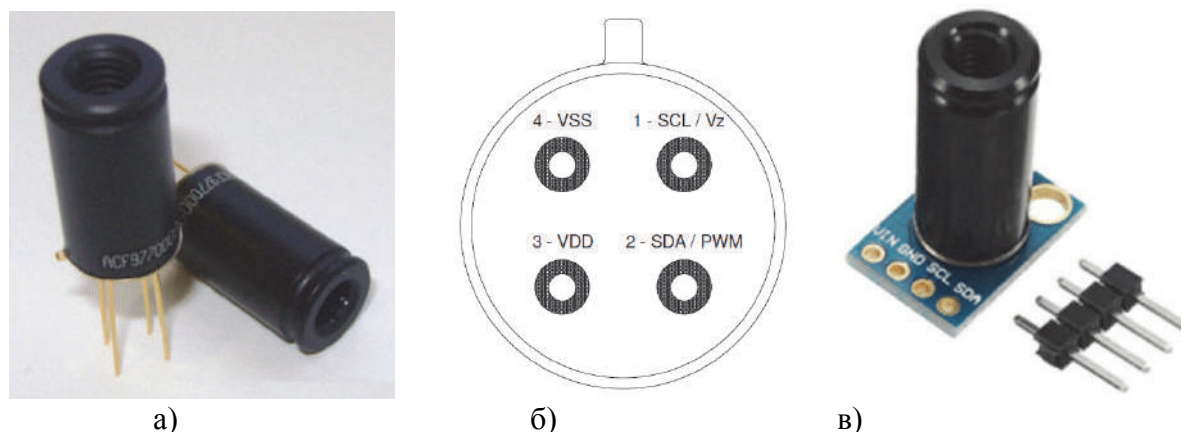 4 - VSS 1 - SCL / Vz
3 - VDD 2 - SDA / PWM
VIN GND SCL SDA
а) б) в)